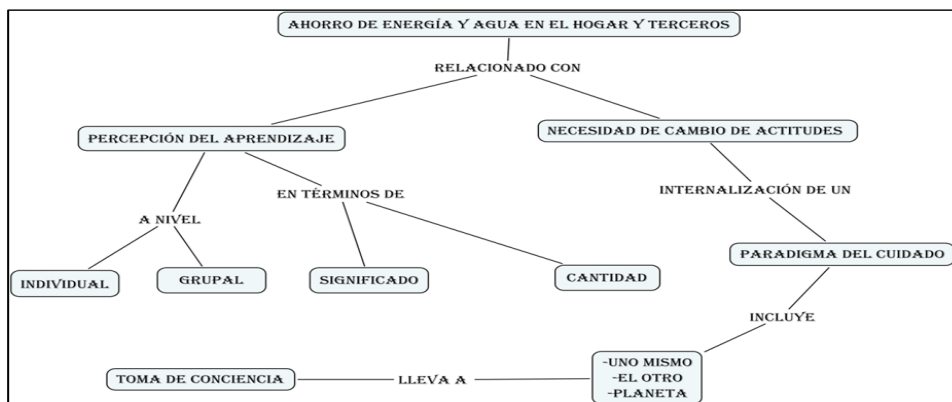 AHORRO DE ENERGÍA Y AGUA EN EL HOGAR Y TERCEROS
RELACIONADO CON
PERCEPCIÓN DEL APRENDIZAJE
NECESIDAD DE CAMBIO DE ACTITUDES
EN TÉRMINOS DE
INTERNALIZACIÓN DE UN
A NIVEL
PARADIGMA DEL CUIDADO
INDIVIDUAL
GRUPAL
SIGNIFICADO
CANTIDAD
INCLUYE
-UNO MISMO
-EL OTRO
-PLANETA
TOMA DE CONCIENCIA
LLEVA A